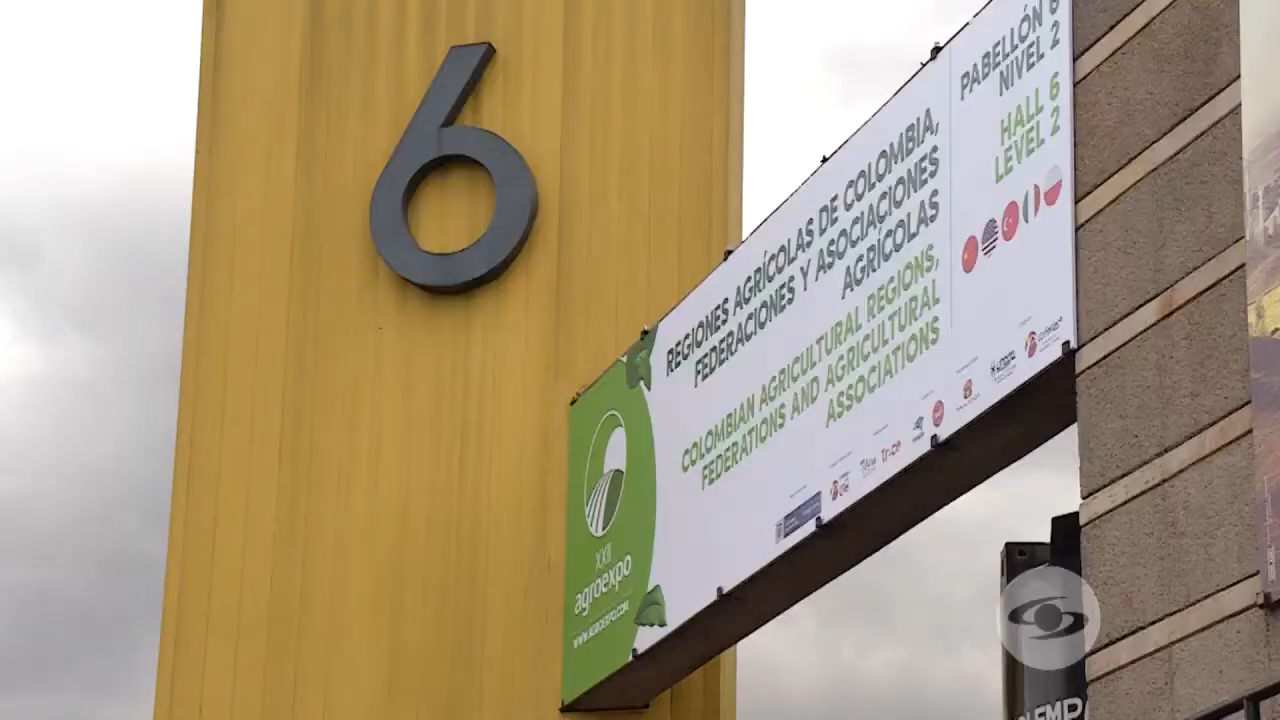 6
REGIONES AGRÍCOLAS DE COLOMBIA,
FEDERACIONES Y ASOCIACIONES
AGRÍCOLAS
COLOMBIAN AGRICULTURAL REGIONS,
FEDERATIONS AND AGRICULTURAL
ASSOCIATIONS
PABELLÓN 6
NIVEL 2
HALL 6
LEVEL 2
XXII
agroexpo
WWW.AGROEXPO.COM